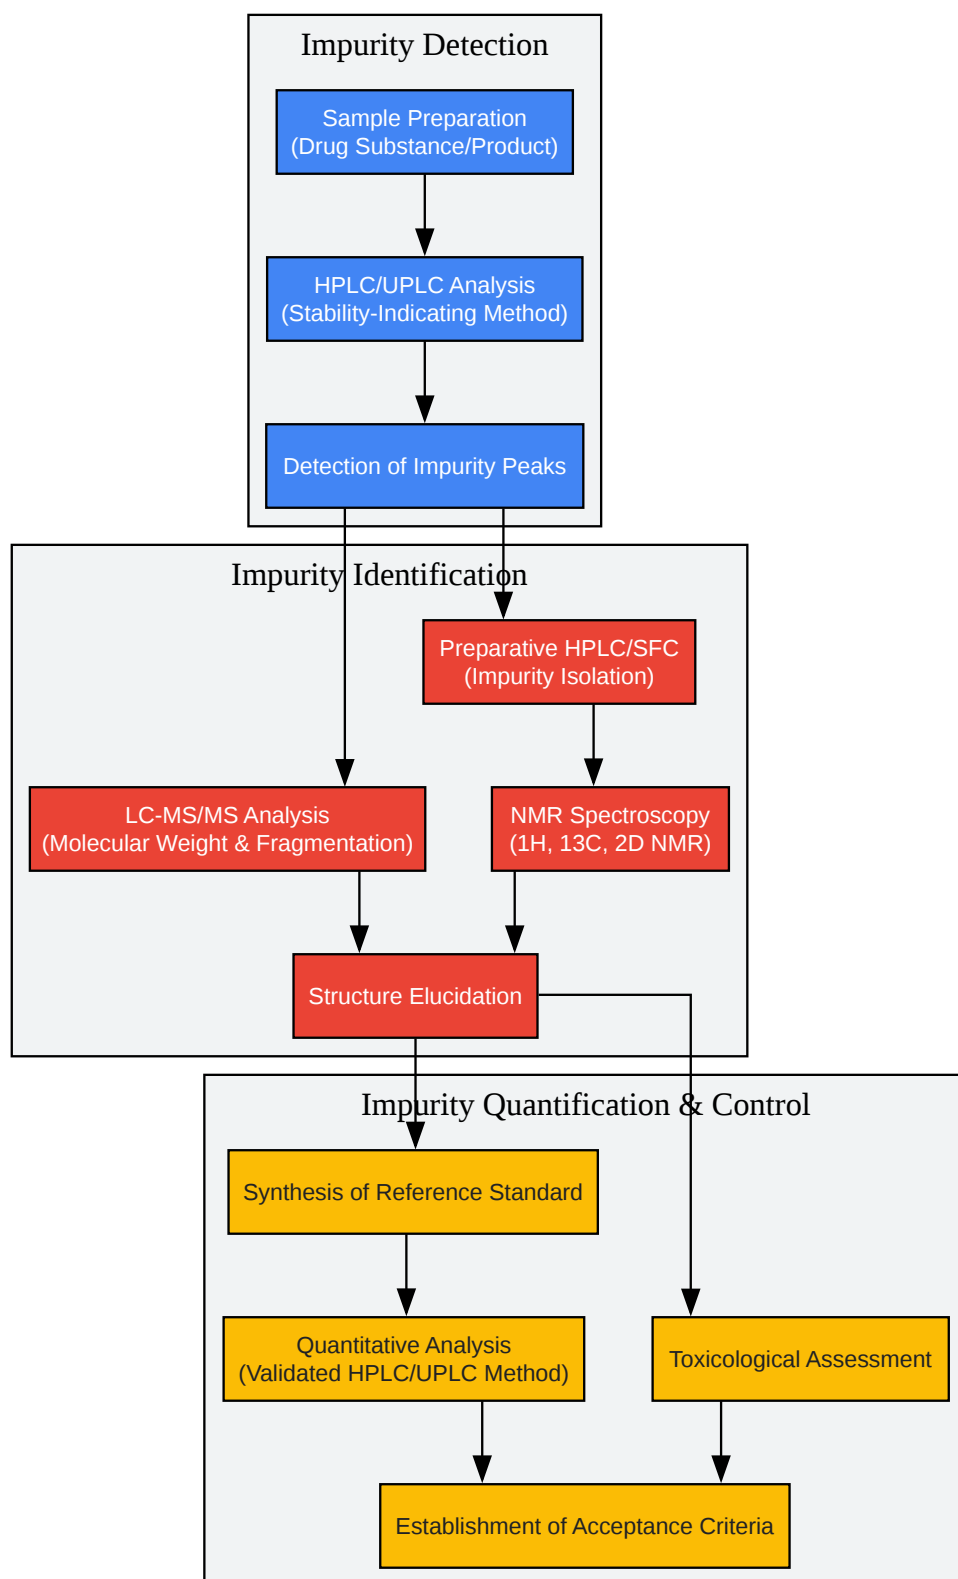 Impurity Detection
Sample Preparation
(Drug Substance/Product)
HPLC/UPLC Analysis
(Stability-Indicating Method)
Detection of Impurity Peaks
Impurity Identification
Preparative HPLC/SFC
(Impurity Isolation)
LC-MS/MS Analysis
(Molecular Weight & Fragmentation)
NMR Spectroscopy
(1H, 13C, 2D NMR)
Structure Elucidation
Impurity Quantification & Control
Synthesis of Reference Standard
Quantitative Analysis
(Validated HPLC/UPLC Method)
Toxicological Assessment
Establishment of Acceptance Criteria